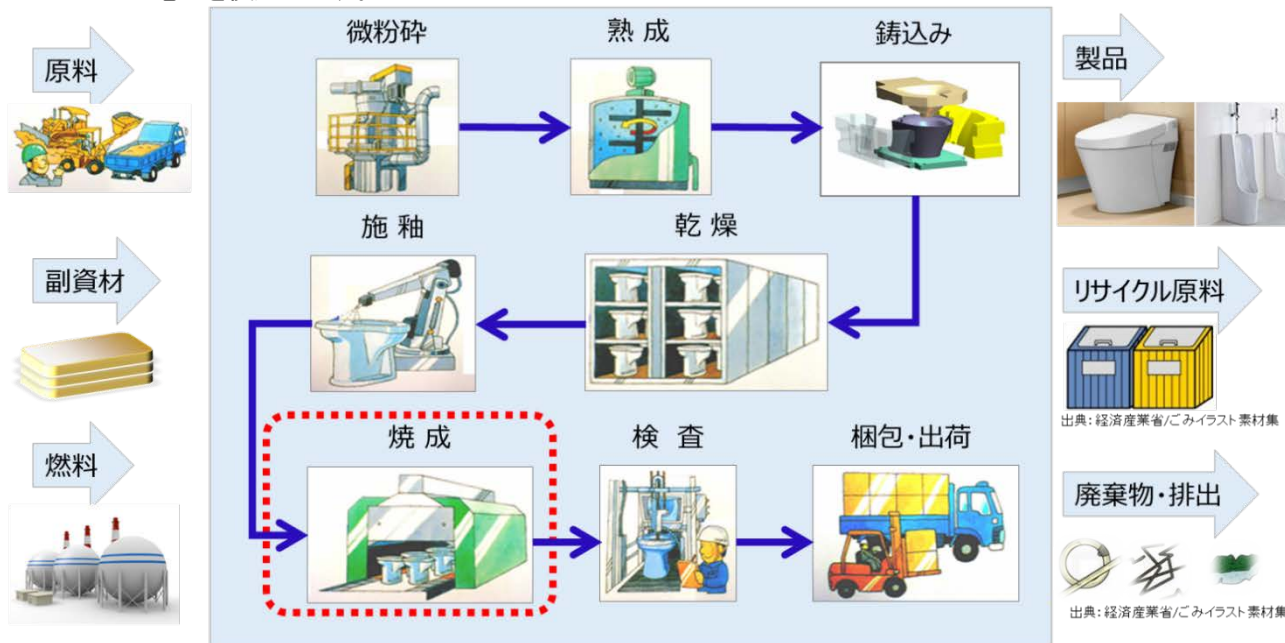 原料
副資材
燃料
微粉砕
熟成
鋳込み
施釉
乾燥
焼成
検査
梱包・出荷
製品
リサイクル原料
出典：経済産業省/ごみイラスト素材集
廃棄物・排出
出典：経済産業省/ごみイラスト素材集